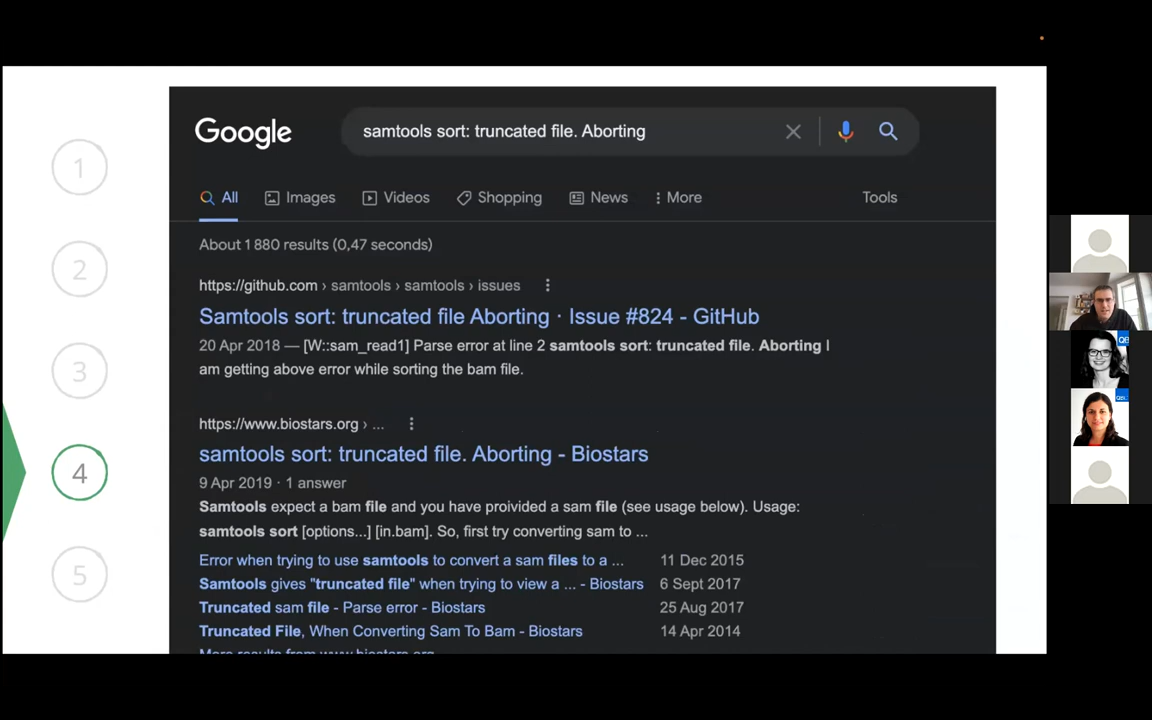 Google
samtools sort: truncated file. Aborting
All Images Videos Shopping News More Tools
About 1 880 results (0,47 seconds)
https://github.com › samtools › samtools › issues
Samtools sort: truncated file Aborting · Issue #824 - GitHub
20 Apr 2018 — [W::sam_read1] Parse error at line 2 samtools sort: truncated file. Aborting I
am getting above error while sorting the bam file.
https://www.biostars.org › ...
samtools sort: truncated file. Aborting - Biostars
9 Apr 2019 · 1 answer
Samtools expect a bam file and you have proivided a sam file (see usage below). Usage:
samtools sort [options...] [in.bam]. So, first try converting sam to ...
Error when trying to use samtools to convert a sam files to a ... 11 Dec 2015
Samtools gives "truncated file" when trying to view a ... - Biostars 6 Sept 2017
Truncated sam file - Parse error - Biostars 25 Aug 2017
Truncated File, When Converting Sam To Bam - Biostars 14 Apr 2014
More results from www.biostars.org
1
2
3
4
5